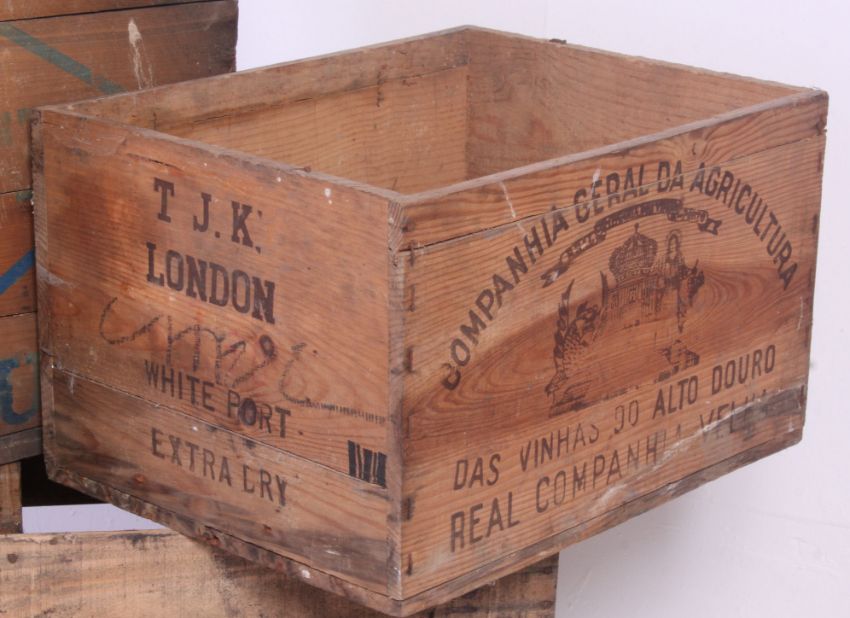 T J. K.
LONDON
WHITE PORT.
EXTRA DRY
COMPANHIA GERAL DA AGRICULTURA
DAS VINHAS DO ALTO DOURO
REAL COMPANHIA VELHA